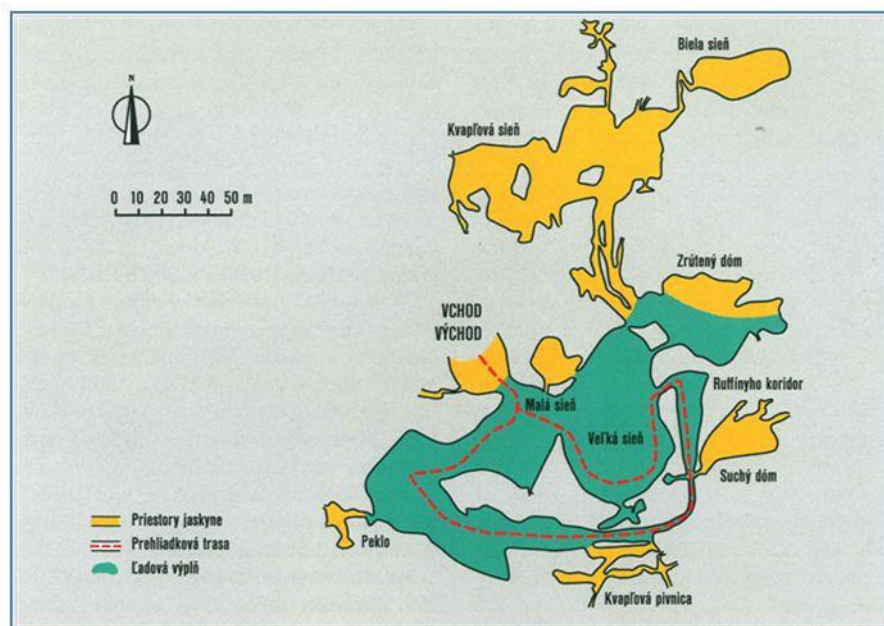 Biela sieň
N
Kvapľová sieň
0 10 20 30 40 50 m
Zrútený dóm
VCHOD
VÝCHOD
Ruffínyho koridor
Malá sieň
Veľká sieň
Suchý dóm
Priestory jaskyne
Prehliadková trasa
Peklo
Ľadová výplň
Kvapľová pivnica